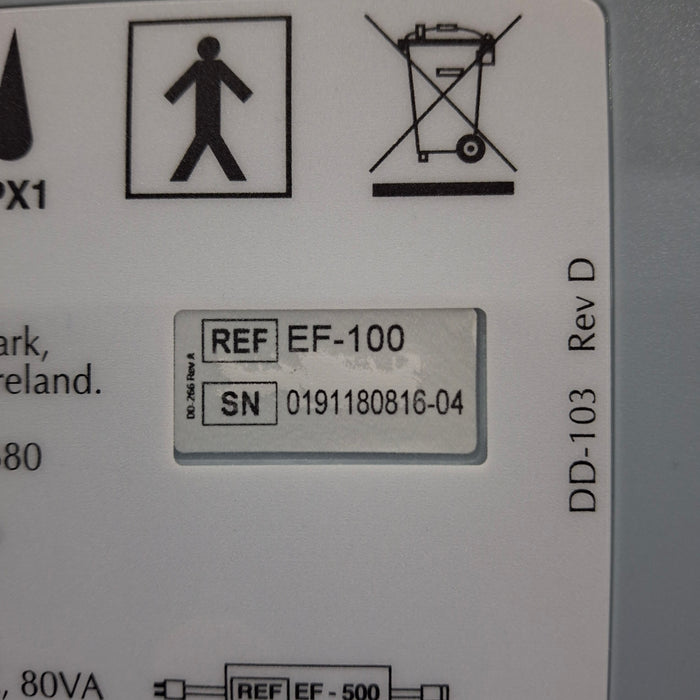 PX1
ark,
reland.
80
REF EF-100
SN 0191180816-04
DD-266 Rev A
DD-103 Rev D
, 80VA
REF EF-500